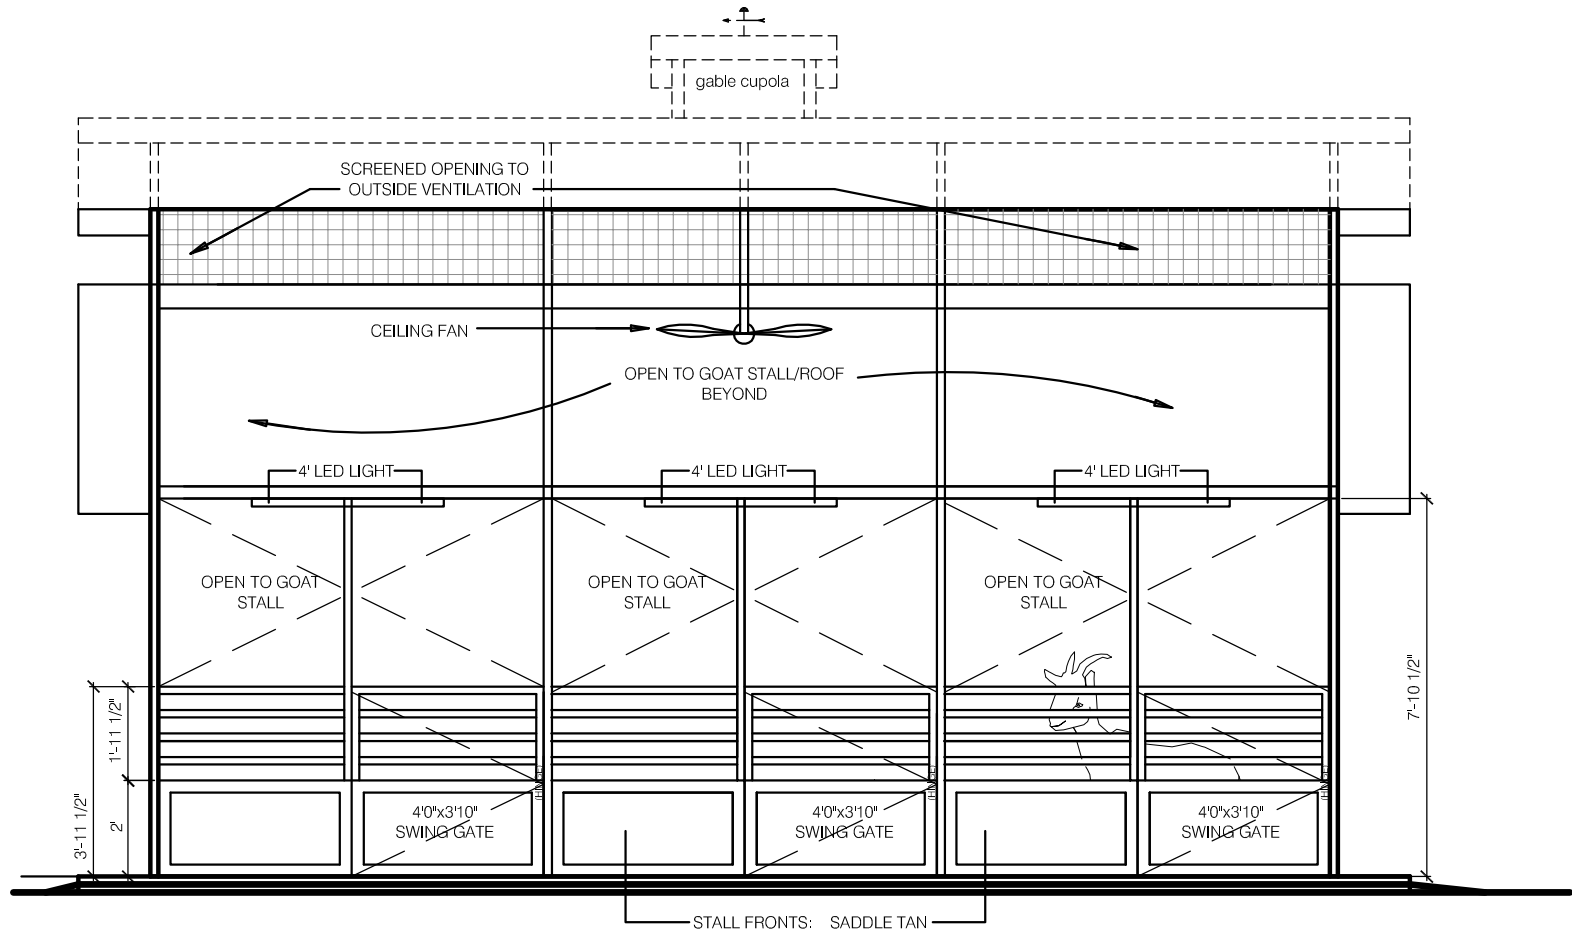 gable cupola
SCREENED OPENING TO
OUTSIDE VENTILATION
CEILING FAN
OPEN TO GOAT STALL/ROOF
BEYOND
4' LED LIGHT
4' LED LIGHT
4' LED LIGHT
OPEN TO GOAT
STALL
OPEN TO GOAT
STALL
OPEN TO GOAT
STALL
7'-10 1/2"
1'-11 1/2"
3'-11 1/2"
2'
(HINGE)
(HINGE)
(HINGE)
4'0"x3'10"
SWING GATE
4'0"x3'10"
SWING GATE
4'0"x3'10"
SWING GATE
STALL FRONTS: SADDLE TAN